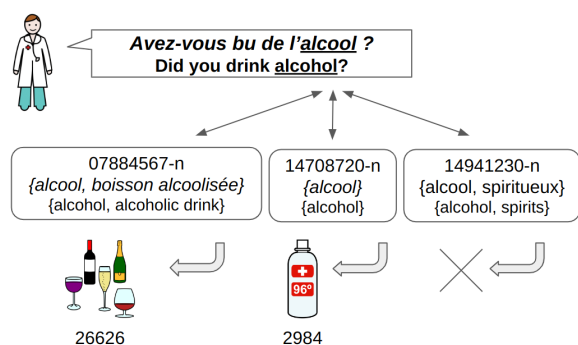 Avez-vous bu de l'alcool ?
Did you drink alcohol?
07884567-n
{alcool, boisson alcoolisée}
{alcohol, alcoholic drink}
14708720-n
{alcool}
{alcohol}
14941230-n
{alcool, spiritueux}
{alcohol, spirits}
96º
26626
2984